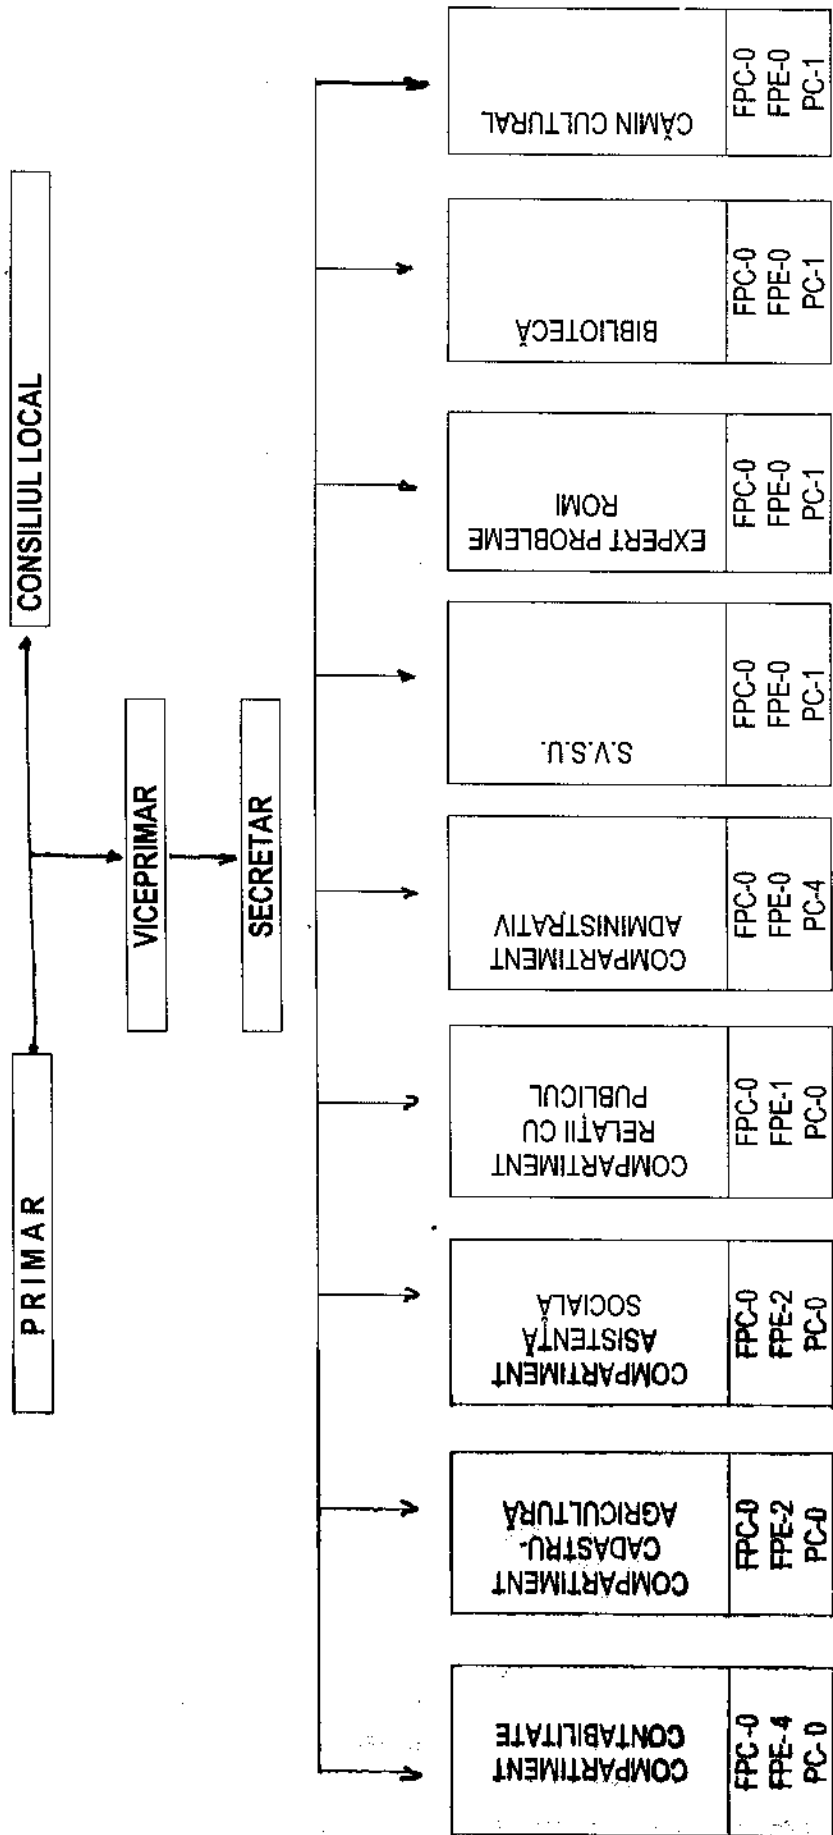 PRIMAR
CONSILIUL LOCAL
VICEPRIMAR
SECRETAR
COMPARTIMENT
CONTABILITATE
FPC-0
FPE-4
PC-0
COMPARTIMENT
CADASTRU-
AGRICULTURĂ
FPC-0
FPE-2
PC-0
COMPARTIMENT
ASISTENȚĂ
SOCIALĂ
FPC-0
FPE-2
PC-0
COMPARTIMENT
RELAȚII CU
PUBLICUL
FPC-0
FPE-1
PC-0
COMPARTIMENT
ADMINISTRATIV
FPC-0
FPE-0
PC-4
S.V.S.U.
FPC-0
FPE-0
PC-1
EXPERT PROBLEME
ROMI
FPC-0
FPE-0
PC-1
BIBLIOTECĂ
FPC-0
FPE-0
PC-1
CĂMIN CULTURAL
FPC-0
FPE-0
PC-1